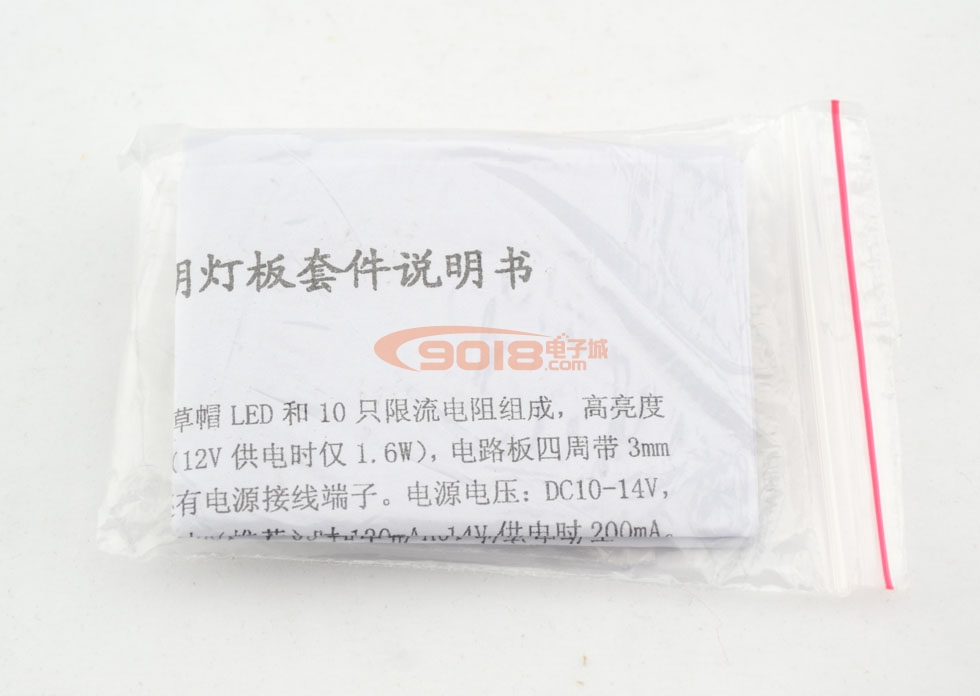 明灯板套件说明书
9018电子城
.com
草帽 LED 和 10 只限流电阻组成，高亮度
(12V 供电时仅 1.6W)，电路板四周带 3mm
有电源接线端子。电源电压：DC10-14V，
时 130mA，14V 供电时 200mA。